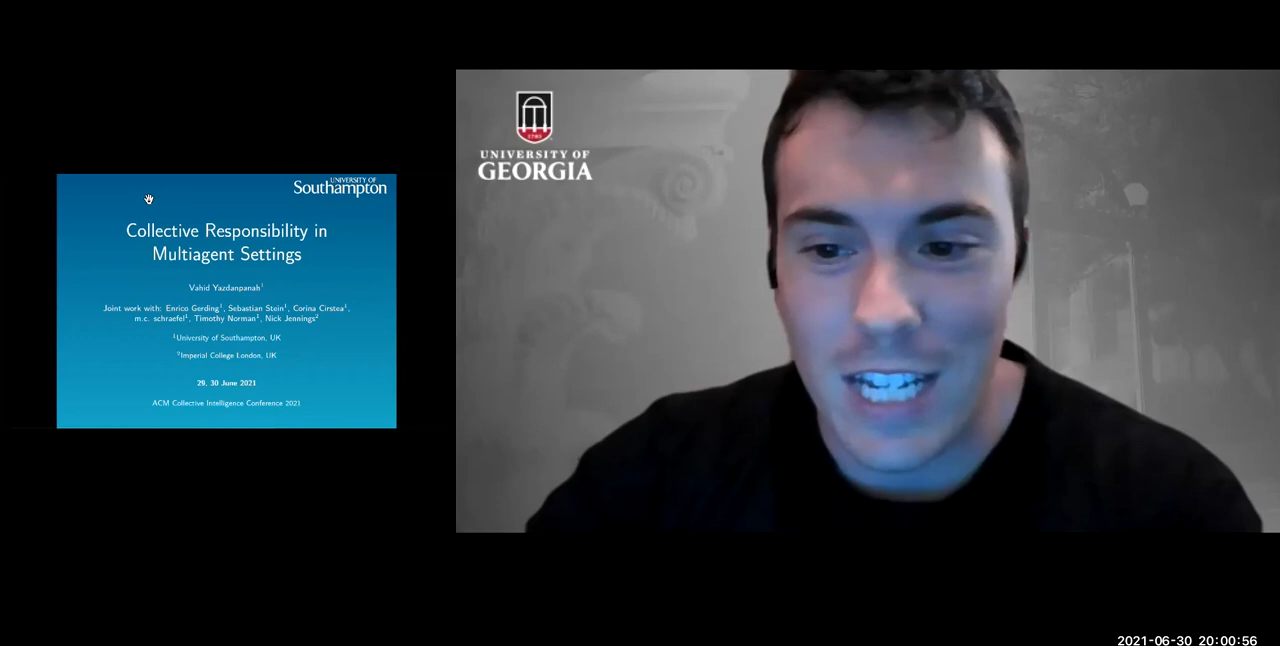 UNIVERSITY OF
Southampton
Collective Responsibility in
Multiagent Settings
Vahid Yazdanpanah¹
Joint work with: Enrico Gerding¹, Sebastian Stein¹, Corina Cirstea¹,
m.c. schraefel¹, Timothy Norman¹, Nick Jennings²
¹University of Southampton, UK
²Imperial College London, UK
29, 30 June 2021
ACM Collective Intelligence Conference 2021
1785
UNIVERSITY OF
GEORGIA
2021-06-30 20:00:56